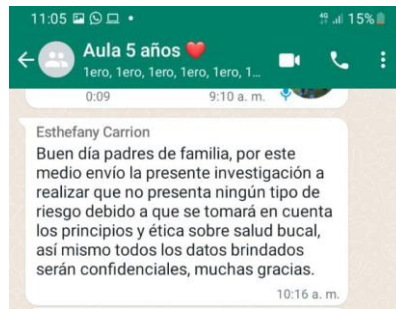 11:05
4G 15%
Aula 5 años
1ero, 1ero, 1ero, 1ero, 1ero, 1...
0:09 9:10 a. m.
Esthefany Carrion
Buen día padres de familia, por este
medio envío la presente investigación a
realizar que no presenta ningún tipo de
riesgo debido a que se tomará en cuenta
los principios y ética sobre salud bucal,
así mismo todos los datos brindados
serán confidenciales, muchas gracias.
10:16 a. m.